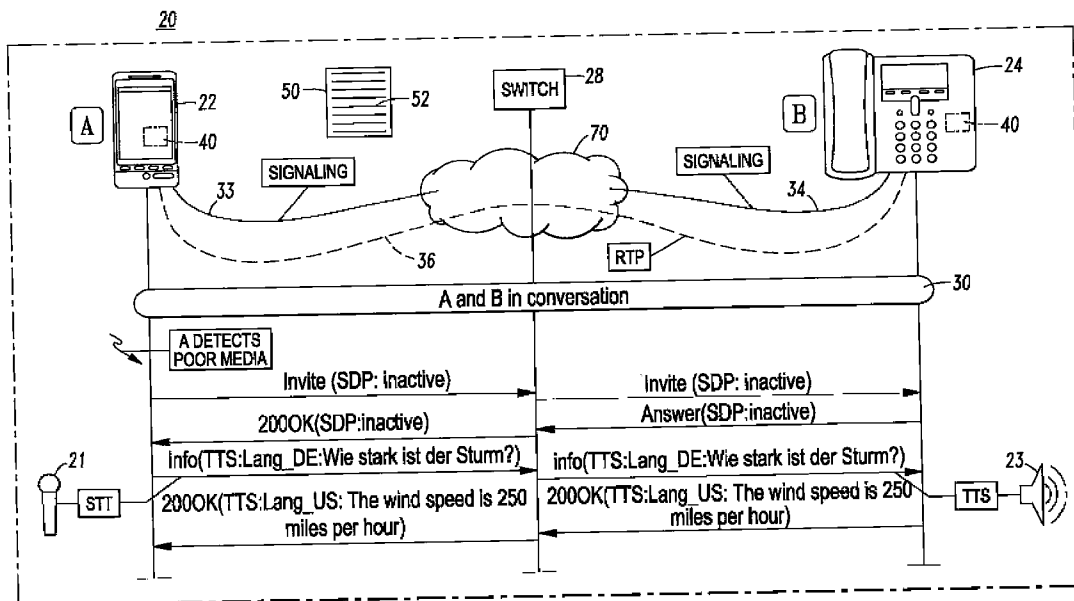 20
22
A
40
50
52
SWITCH
28
B
24
40
70
SIGNALING
33
36
SIGNALING
34
RTP
A and B in conversation
30
A DETECTS
POOR MEDIA
Invite (SDP: inactive)
Invite (SDP: inactive)
200OK(SDP:inactive)
Answer(SDP:inactive)
info(TTS:Lang_DE:Wie stark ist der Sturm?)
info(TTS:Lang_DE:Wie stark ist der Sturm?)
21
STT
23
TTS
200OK(TTS:Lang_US: The wind speed is 250
miles per hour)
200OK(TTS:Lang_US: The wind speed is 250
miles per hour)